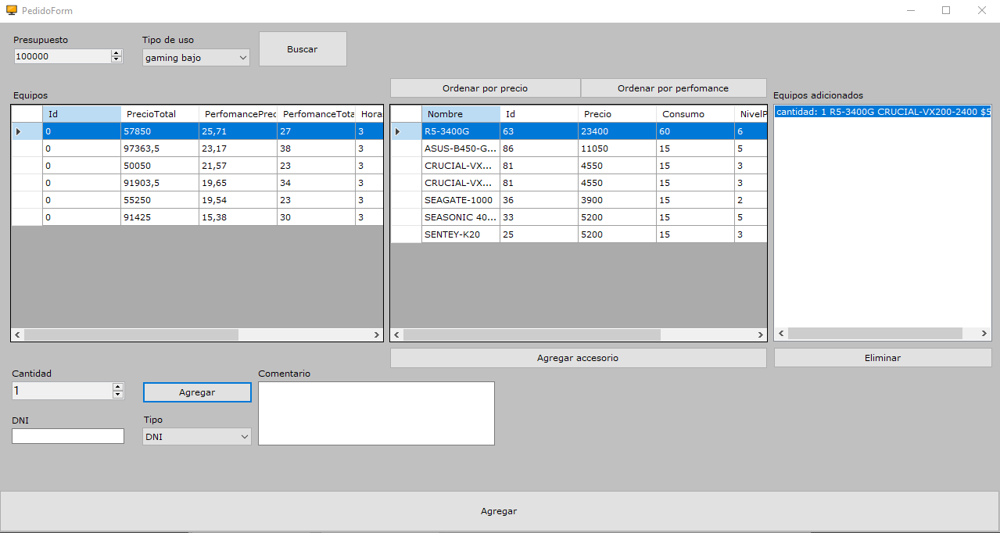 PedidoForm
Presupuesto
Tipo de uso
100000
gaming bajo
Buscar
Ordenar por precio
Ordenar por perfomance
Equipos
Equipos adicionados
Id PrecioTotal PerfomancePrec PerfomanceTota Hora
0 57850 25,71 27 3
0 97363,5 23,17 38 3
0 50050 21,57 23 3
0 91903,5 19,65 34 3
0 55250 19,54 23 3
0 91425 15,38 30 3
Nombre Id Precio Consumo NivelP
R5-3400G 63 23400 60 6
ASUS-B450-G... 86 11050 15 5
CRUCIAL-VX... 81 4550 15 3
CRUCIAL-VX... 81 4550 15 3
SEAGATE-1000 36 3900 15 2
SEASONIC 40... 33 5200 15 5
SENTEY-K20 25 5200 15 3
cantidad: 1 R5-3400G CRUCIAL-VX200-2400 $5
Agregar accesorio
Eliminar
Cantidad
1
Agregar
Comentario
DNI
Tipo
DNI
Agregar